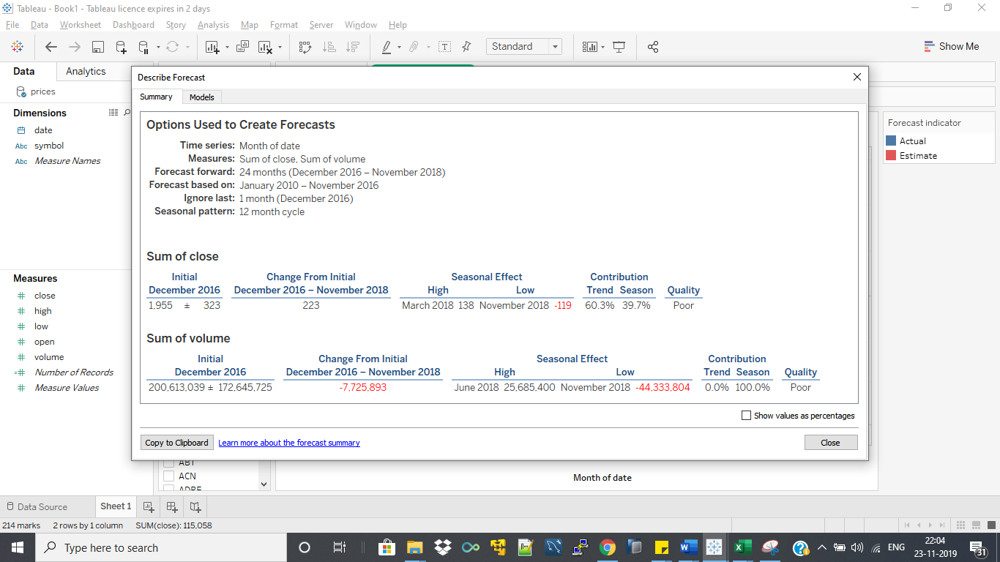 Tableau - Book1 - Tableau licence expires in 2 days
File Data Worksheet Dashboard Story Analysis Map Format Server Window Help
Standard
Show Me
Data Analytics
prices
Dimensions
date
Abc symbol
Abc Measure Names
Measures
close
high
low
open
volume
Number of Records
Measure Values
Describe Forecast
Summary Models
Options Used to Create Forecasts
Time series: Month of date
Measures: Sum of close, Sum of volume
Forecast forward: 24 months (December 2016 – November 2018)
Forecast based on: January 2010 – November 2016
Ignore last: 1 month (December 2016)
Seasonal pattern: 12 month cycle
Sum of close
Initial Change From Initial Seasonal Effect Contribution
December 2016 December 2016 – November 2018 High Low Trend Season Quality
1,955 ± 323 223 March 2018 138 November 2018 -119 60.3% 39.7% Poor
Sum of volume
Initial Change From Initial Seasonal Effect Contribution
December 2016 December 2016 – November 2018 High Low Trend Season Quality
200,613,039 ± 172,645,725 -7,725,893 June 2018 25,685,400 November 2018 -44,333,804 0.0% 100.0% Poor
Show values as percentages
Copy to Clipboard Learn more about the forecast summary Close
Forecast indicator
Actual
Estimate
ABT
ACN
ADBE
Month of date
Data Source Sheet 1
214 marks 2 rows by 1 column SUM(close): 115,058
Type here to search
ENG
22:04
23-11-2019
31